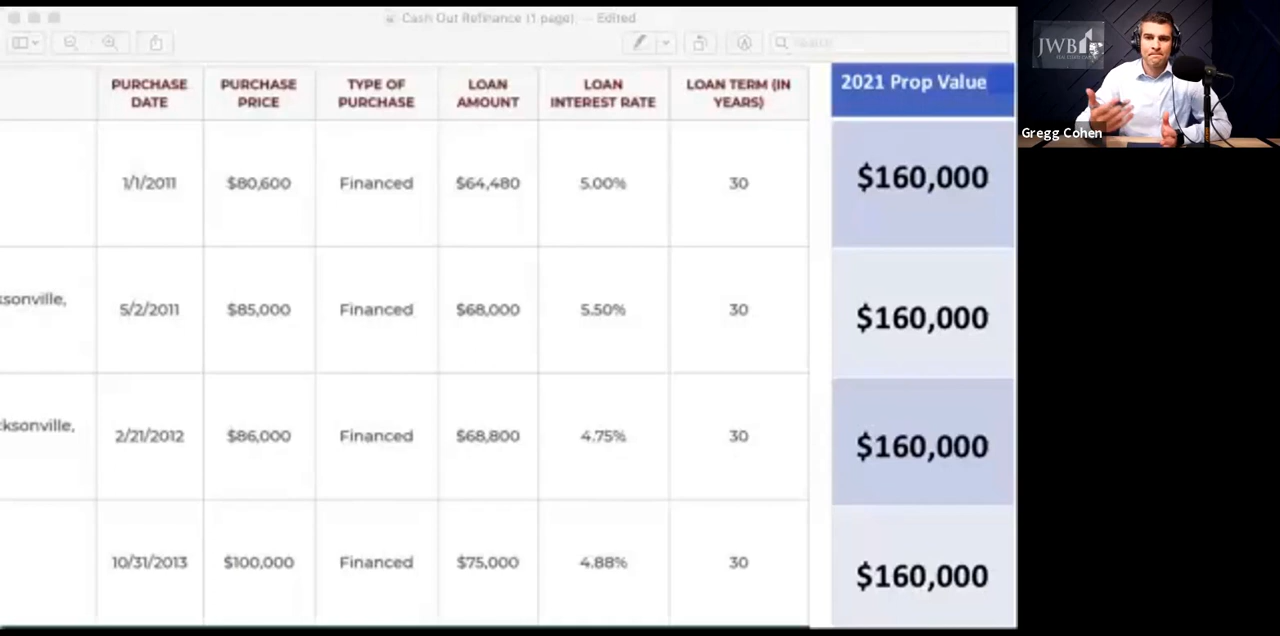 Cash Out Refinance (1 page) — Edited
Search
PURCHASE DATE PURCHASE PRICE TYPE OF PURCHASE LOAN AMOUNT LOAN INTEREST RATE LOAN TERM (IN YEARS) 2021 Prop Value
1/1/2011 $80,600 Financed $64,480 5.00% 30 $160,000
sonville, 5/2/2011 $85,000 Financed $68,000 5.50% 30 $160,000
cksonville, 2/21/2012 $86,000 Financed $68,800 4.75% 30 $160,000
10/31/2013 $100,000 Financed $75,000 4.88% 30 $160,000
JWB
Gregg Cohen